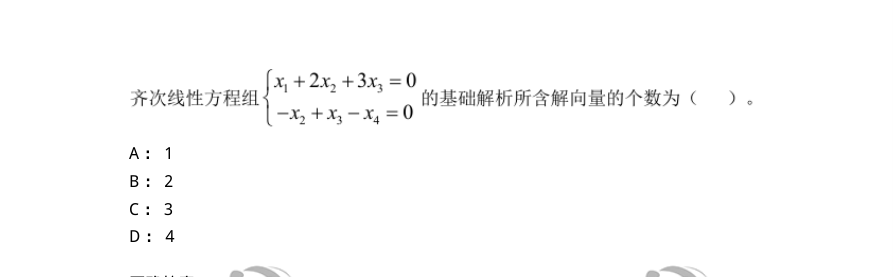 齐次线性方程组{x₁+2x₂+3x₃=0
-x₂+x₃-x₄=0 的基础解析所含解向量的个数为（ ）。
A： 1
B： 2
C： 3
D： 4